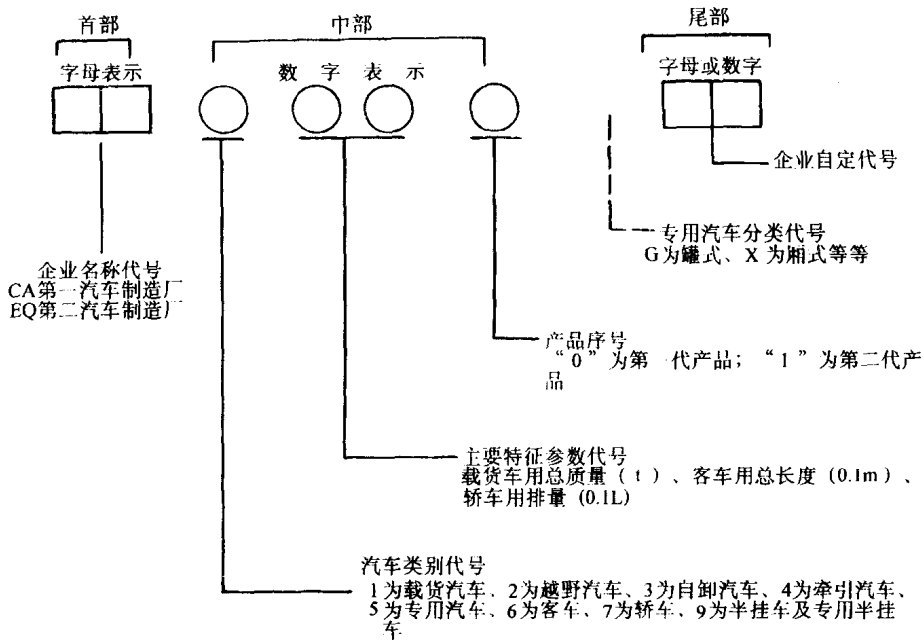 首部
中部
尾部
字母表示
数字表示
字母或数字
企业自定代号
专用汽车分类代号
G为罐式、X为厢式等等
企业名称代号
CA第一汽车制造厂
EQ第二汽车制造厂
产品序号
“0”为第一代产品；“1”为第二代产
品
主要特征参数代号
载货车用总质量（t）、客车用总长度(0.1m)、
轿车用排量(0.1L)
汽车类别代号
1为载货汽车、2为越野汽车、3为自卸汽车、4为牵引汽车、
5为专用汽车、6为客车、7为轿车、9为半挂车及专用半挂
车